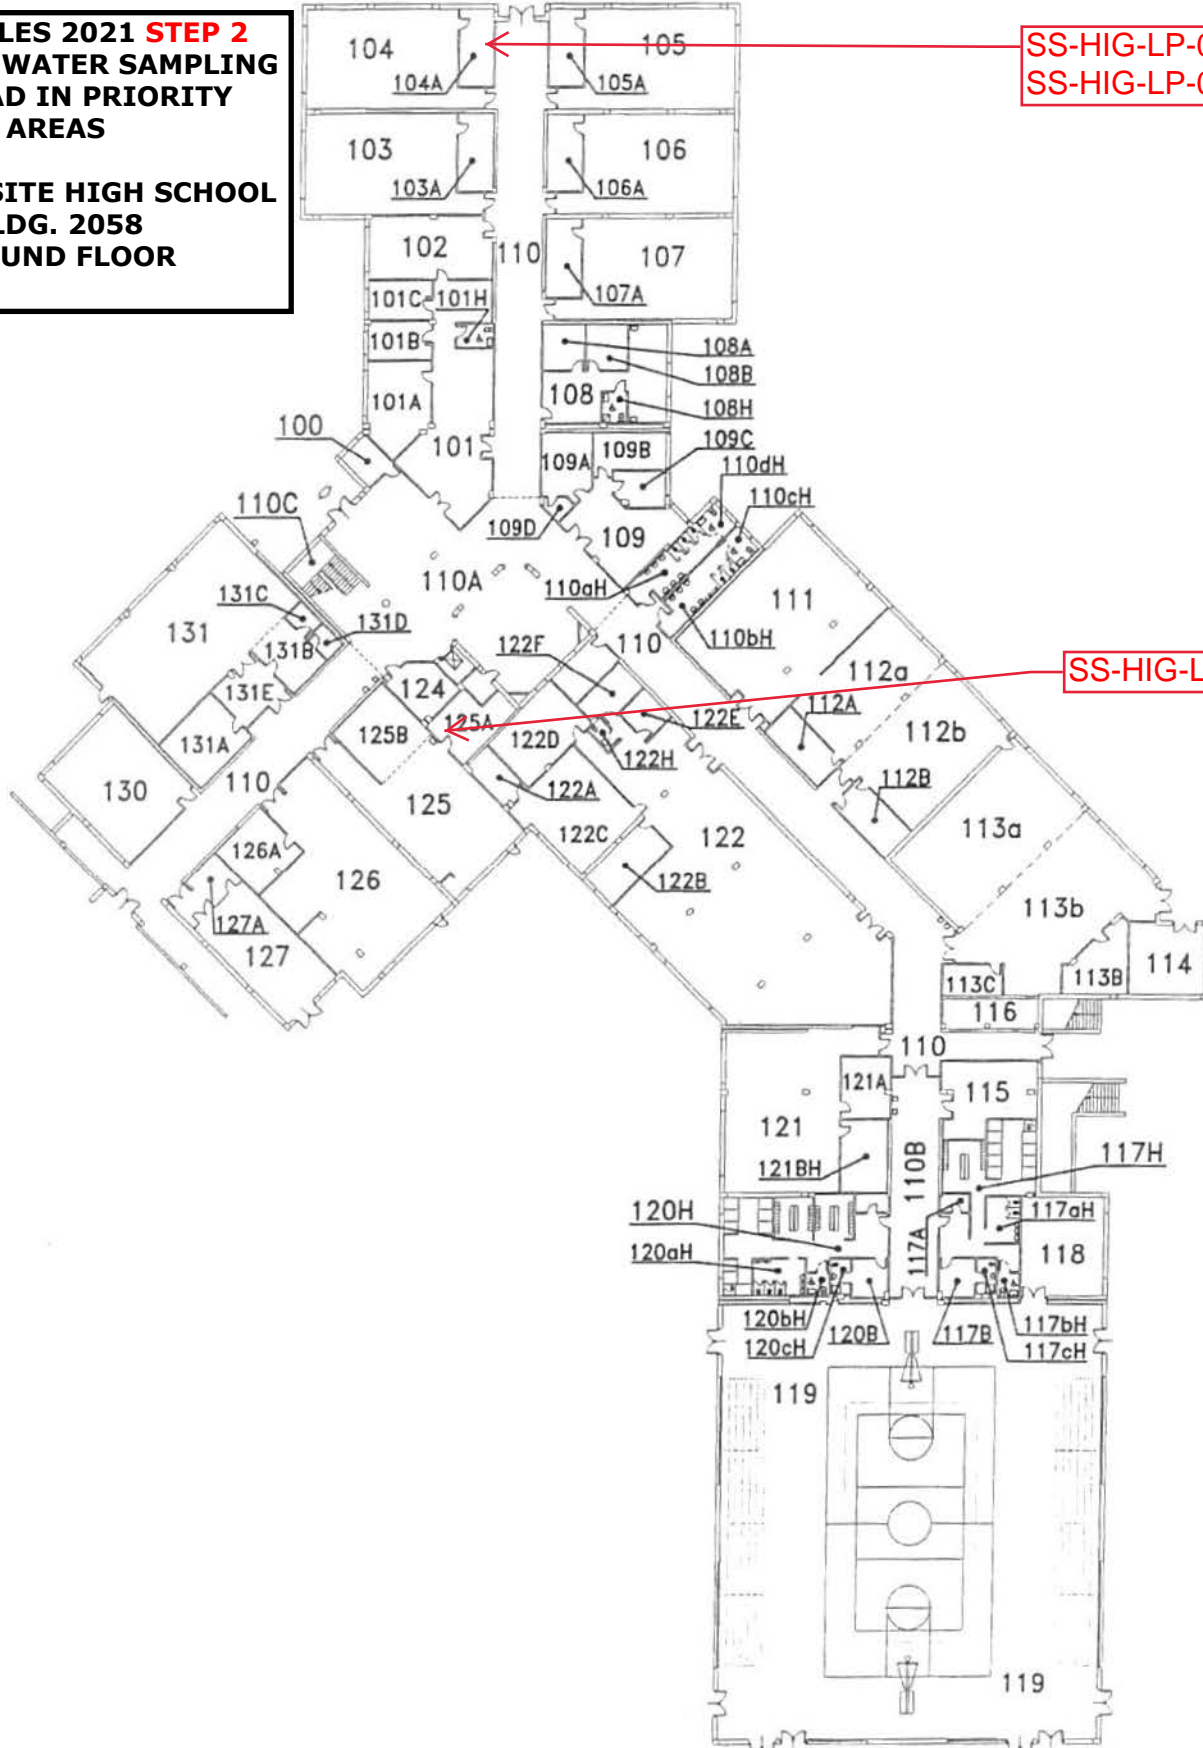 LES 2021 STEP 2
WATER SAMPLING
AD IN PRIORITY
AREAS
SITE HIGH SCHOOL
LDG. 2058
UND FLOOR
SS-HIG-LP-0
SS-HIG-LP-0
104
105
104A
105A
103
106
103A
106A
102
110
107
107A
101C
101H
101B
108A
108B
101A
108
108H
100
101
109A
109B
109C
110dH
110C
110cH
109D
109
110A
110aH
111
131C
131
131D
110bH
131B
122F
110
SS-HIG-L
131E
124
112a
125A
122E
112A
131A
125B
122D
112b
122H
130
110
122A
112B
125
122C
122
113a
126A
126
122B
127A
113b
127
113C
113B
114
116
110
121A
115
121
110B
117H
121BH
120H
117A
117aH
120aH
118
120bH
120B
117B
117bH
120cH
117cH
119
119